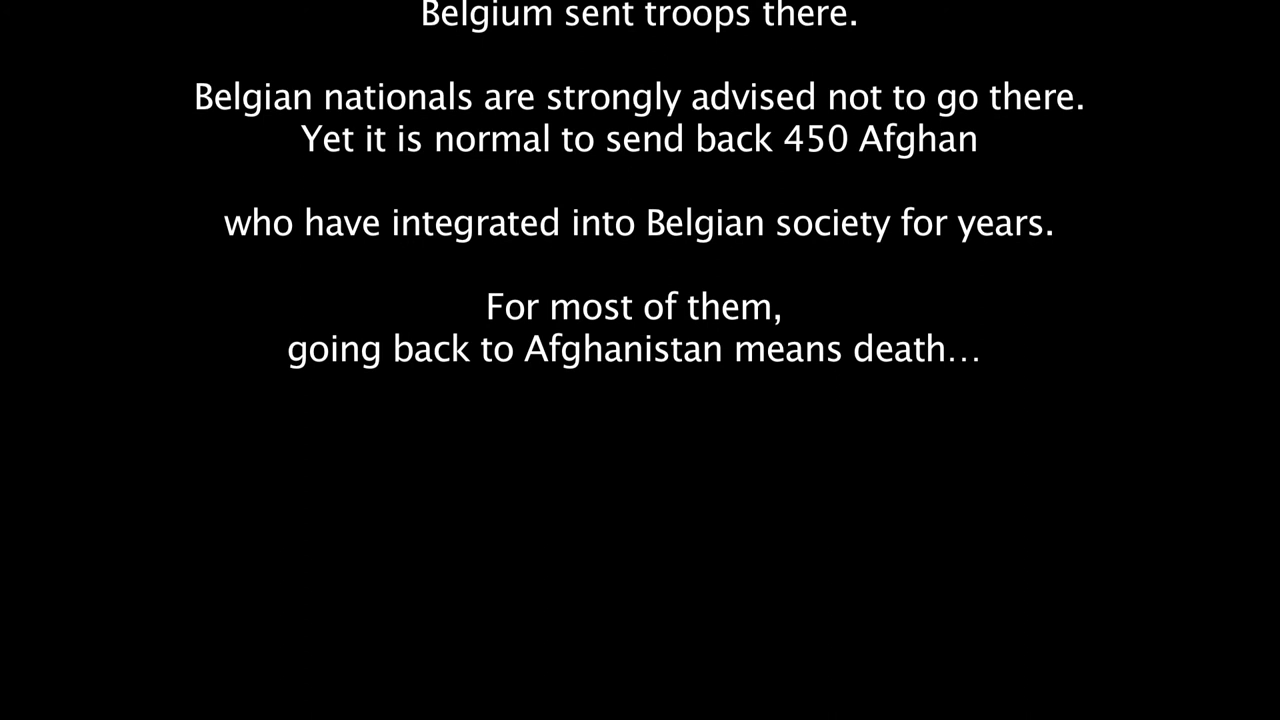 Belgium sent troops there.
Belgian nationals are strongly advised not to go there.
Yet it is normal to send back 450 Afghan
who have integrated into Belgian society for years.
For most of them,
going back to Afghanistan means death…